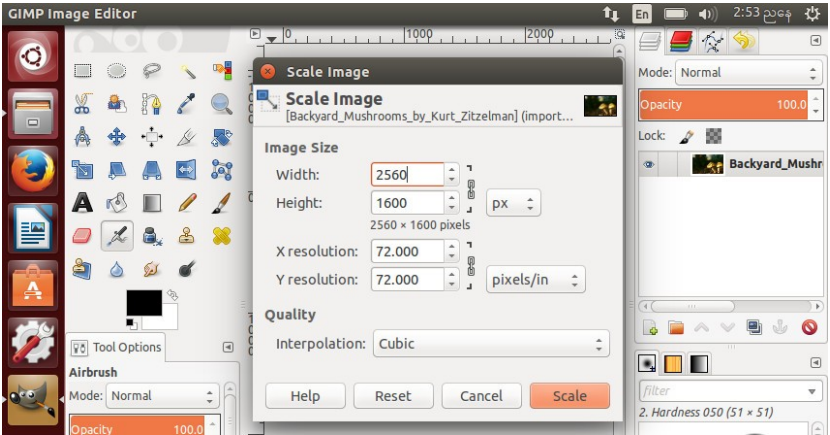 GIMP Image Editor
En
2:53 ညနေ
0 1000 2000
Scale Image
Scale Image
[Backyard_Mushrooms_by_Kurt_Zitzelman] (import...
Image Size
Width: 2560
Height: 1600 px
2560 × 1600 pixels
X resolution: 72.000
Y resolution: 72.000 pixels/in
Quality
Interpolation: Cubic
Help Reset Cancel Scale
Tool Options
Airbrush
Mode: Normal
Opacity 100.0
Mode: Normal
Opacity 100.0
Lock:
Backyard_Mushr
filter
2. Hardness 050 (51 × 51)